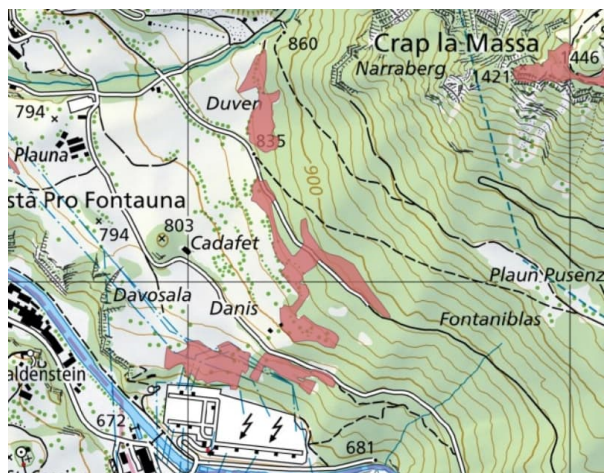 860
Crap la Massa
Narraberg
446
1421
Duven
794
835
Plauna
900
stá Pro Fontauna
803
794
Cadafet
Plaun Pusenz
Davosala
Danis
Fontaniblas
aldenstein
672
681